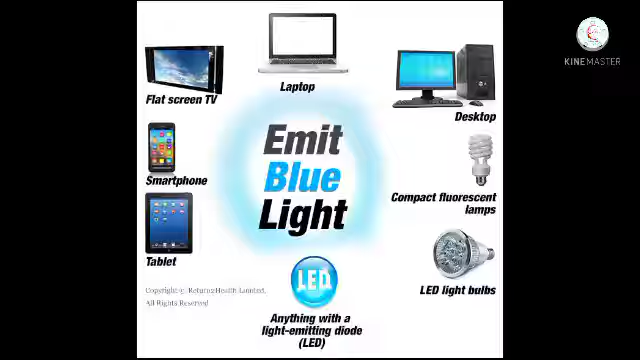 KINEMASTER
Laptop
Flat screen TV
Desktop
Emit
Blue
Light
Smartphone
Compact fluorescent
lamps
Tablet
LED light bulbs
LED
Copyright © Return2Health Limited.
All Rights Reserved
Anything with a
light-emitting diode
(LED)